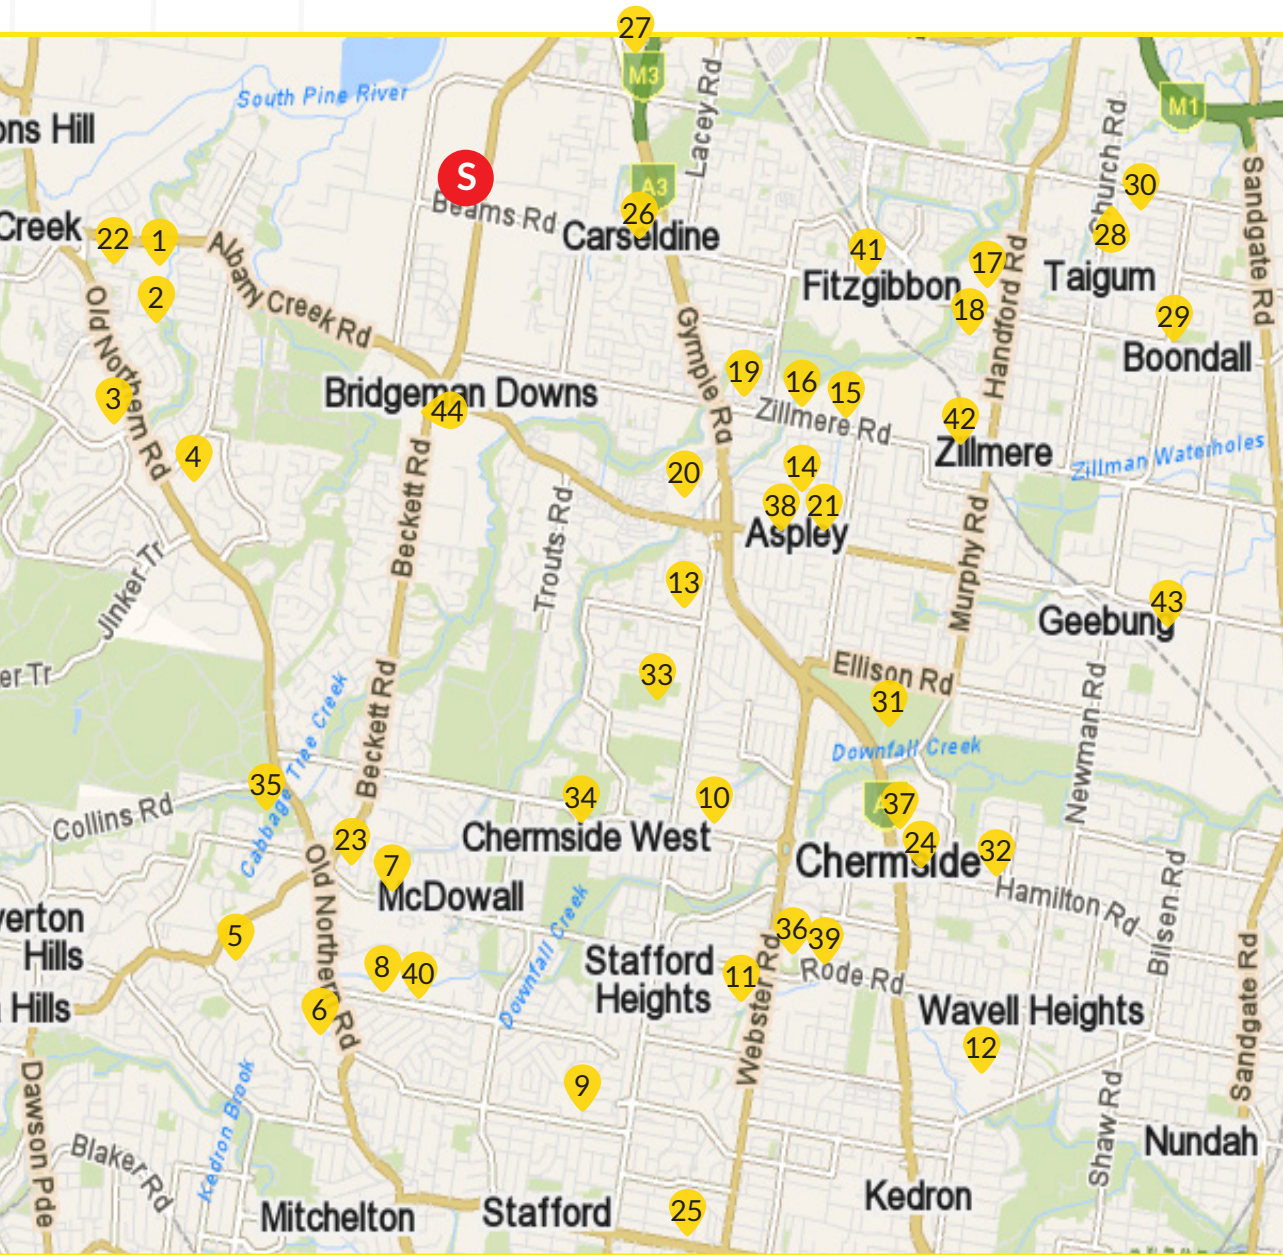 27
M3
South Pine River
Lacey Rd
M1
ons Hill
Church Rd
S
A3
30
Sandgate Rd
Beams Rd
26
Creek
22
1
Carseldine
28
Albany Creek Rd
41
17
Handford Rd
Taigum
Fitzgibbon
2
18
29
Old Northern Rd
Gympie Rd
Boondall
19
16
15
3
Bridgeman Downs
44
Zillmere Rd
42
Zillmere
Zillman Waterholes
4
20
14
38
21
Aspley
Beckett Rd
Trouts Rd
Murphy Rd
Jinker Tr
13
43
Geebung
er Tr
33
Ellison Rd
31
Beckett Rd
Newman Rd
Downfall Creek
Cabbage Tree Creek
35
34
10
37
Collins Rd
Chermside West
23
24
32
7
Chermside
McDowall
Hamilton Rd
Old Northern Rd
Bilsen Rd
verton
Hills
5
36
39
Downfall Creek
8
40
Stafford
Heights
11
Rode Rd
Webster Rd
Hills
6
Wavell Heights
12
Sandgate Rd
9
Dawson Pde
Kedron Brook
Shaw Rd
Nundah
Blaker Rd
Kedron
Mitchelton
Stafford
25